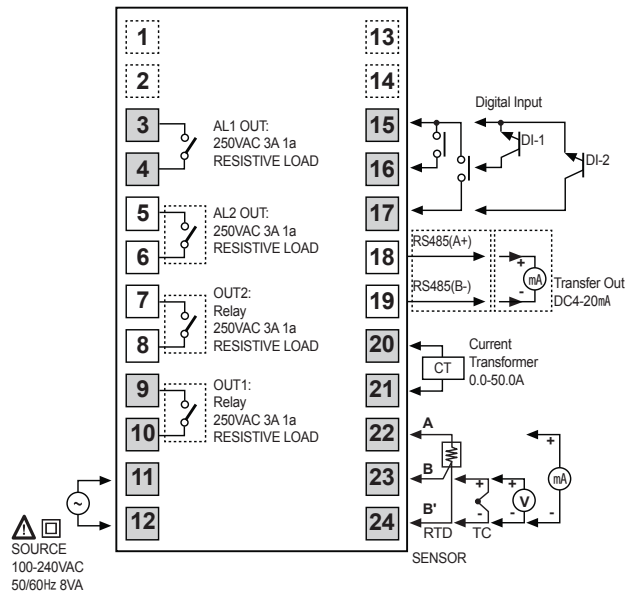 1
2
3
4
AL1 OUT:
250VAC 3A 1a
RESISTIVE LOAD
5
6
AL2 OUT:
250VAC 3A 1a
RESISTIVE LOAD
7
8
OUT2:
Relay
250VAC 3A 1a
RESISTIVE LOAD
9
10
OUT1:
Relay
250VAC 3A 1a
RESISTIVE LOAD
11
12
~
SOURCE
100-240VAC
50/60Hz 8VA
13
14
15
16
17
Digital Input
DI-1
DI-2
18
19
RS485(A+)
RS485(B-)
+
mA
-
Transfer Out
DC4-20mA
20
21
CT
Current
Transformer
0.0-50.0A
22
23
24
A
B
B'
RTD
+
-
TC
+
V
-
+
mA
-
SENSOR